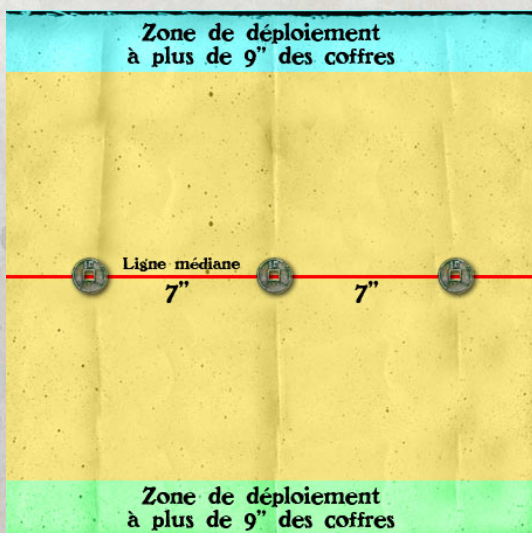 Zone de déploiement
à plus de 9" des coffres
Ligne médiane
7" 7"
Zone de déploiement
à plus de 9" des coffres